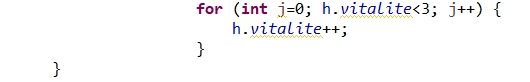 for (int j=0; h.vitalite<3; j++) {
h.vitalite++;
}
}